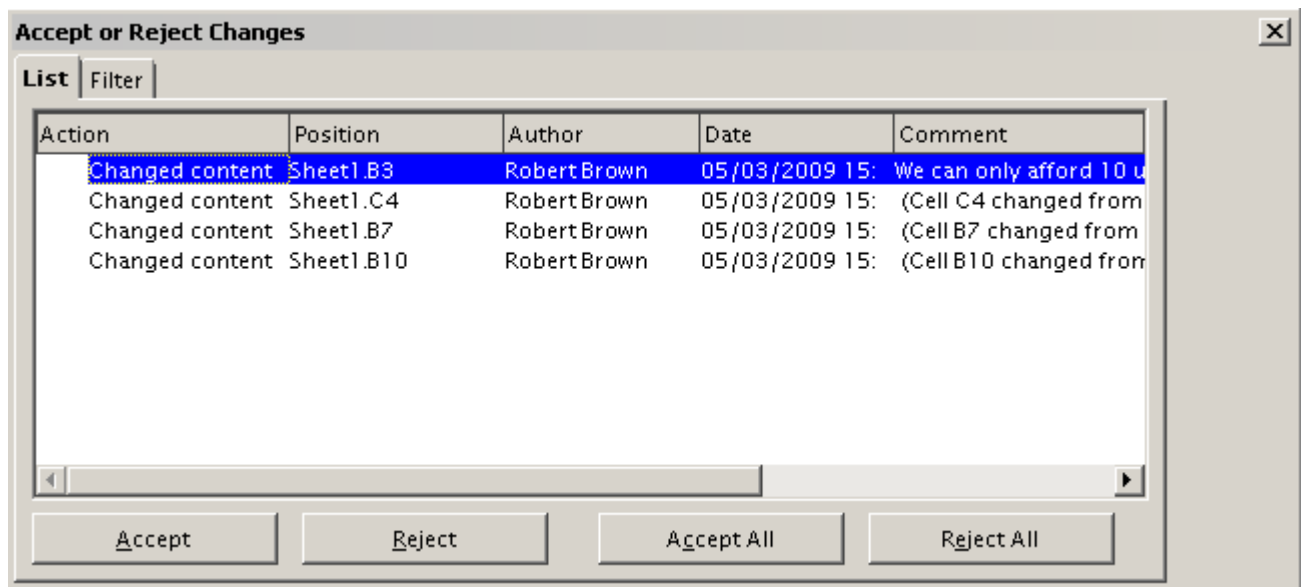 Accept or Reject Changes
List Filter
Action Position Author Date Comment
Changed content Sheet1.B3 Robert Brown 05/03/2009 15: We can only afford 10 u
Changed content Sheet1.C4 Robert Brown 05/03/2009 15: (Cell C4 changed from
Changed content Sheet1.B7 Robert Brown 05/03/2009 15: (Cell B7 changed from
Changed content Sheet1.B10 Robert Brown 05/03/2009 15: (Cell B10 changed from
Accept Reject Accept All Reject All